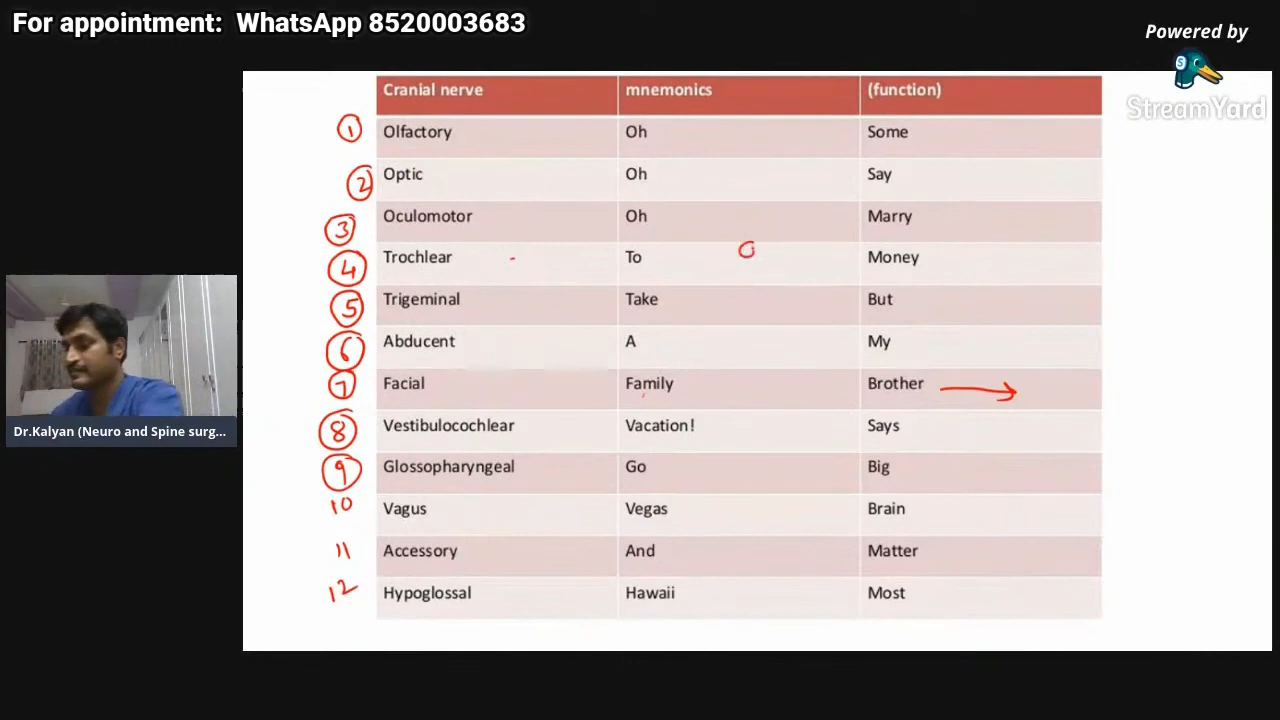 For appointment: WhatsApp 8520003683
Powered by
StreamYard
Cranial nerve mnemonics (function)
1 Olfactory Oh Some
2 Optic Oh Say
3 Oculomotor Oh Marry
4 Trochlear To Money
5 Trigeminal Take But
6 Abducent A My
7 Facial Family Brother
8 Vestibulocochlear Vacation! Says
9 Glossopharyngeal Go Big
10 Vagus Vegas Brain
11 Accessory And Matter
12 Hypoglossal Hawaii Most
Dr.Kalyan (Neuro and Spine surg...